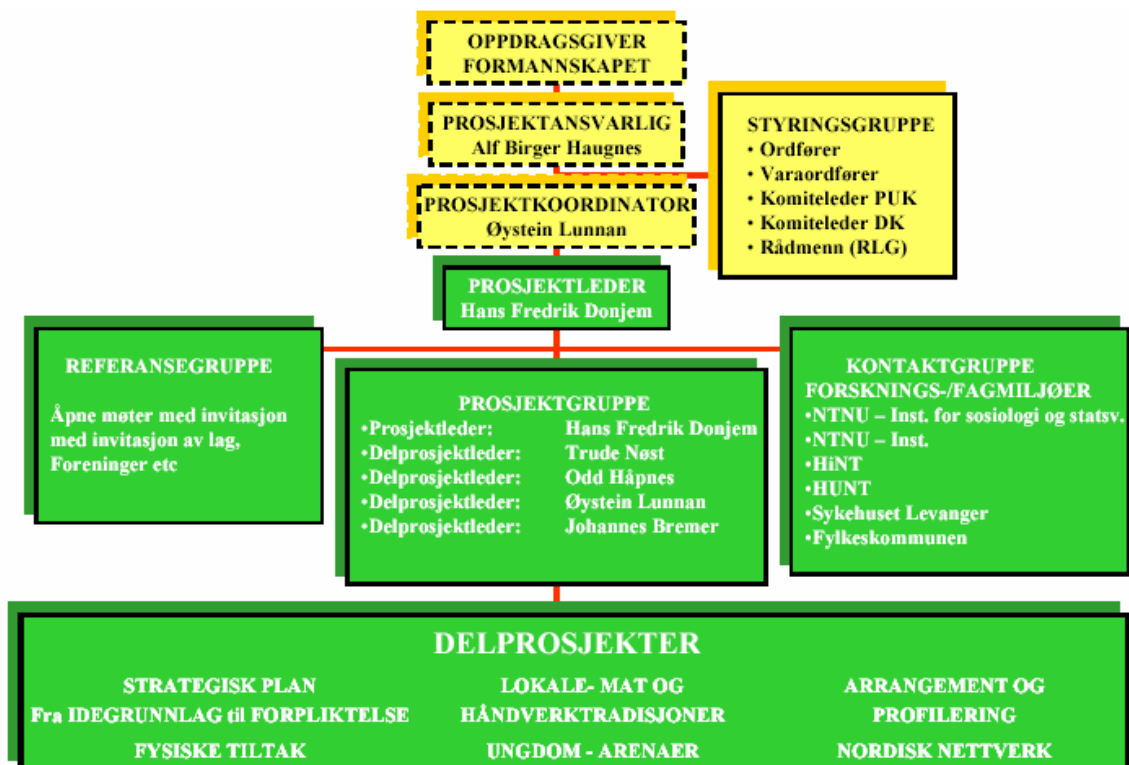 OPPDRAGSGIVER
FORMANNSKAPET
PROSJEKTANSVARLIG
Alf Birger Haugnes
PROSJEKTKOORDINATOR
Øystein Lunnan
STYRINGSGRUPPE
• Ordfører
• Varaordfører
• Komiteleder PUK
• Komiteleder DK
• Rådmenn (RLG)
PROSJEKTLEDER
Hans Fredrik Donjem
REFERANSEGRUPPE
Åpne møter med invitasjon
med invitasjon av lag,
Foreninger etc
PROSJEKTGRUPPE
•Prosjektleder: Hans Fredrik Donjem
•Delprosjektleder: Trude Nøst
•Delprosjektleder: Odd Håpnes
•Delprosjektleder: Øystein Lunnan
•Delprosjektleder: Johannes Bremer
KONTAKTGRUPPE
FORSKNINGS-/FAGMILJØER
•NTNU – Inst. for sosiologi og statsv.
•NTNU – Inst.
•HiNT
•HUNT
•Sykehuset Levanger
•Fylkeskommunen
DELPROSJEKTER
STRATEGISK PLAN
Fra IDEGRUNNLAG til FORPLIKTELSE
FYSISKE TILTAK
LOKALE- MAT OG
HÅNDVERKTRADISJONER
UNGDOM - ARENAER
ARRANGEMENT OG
PROFILERING
NORDISK NETTVERK